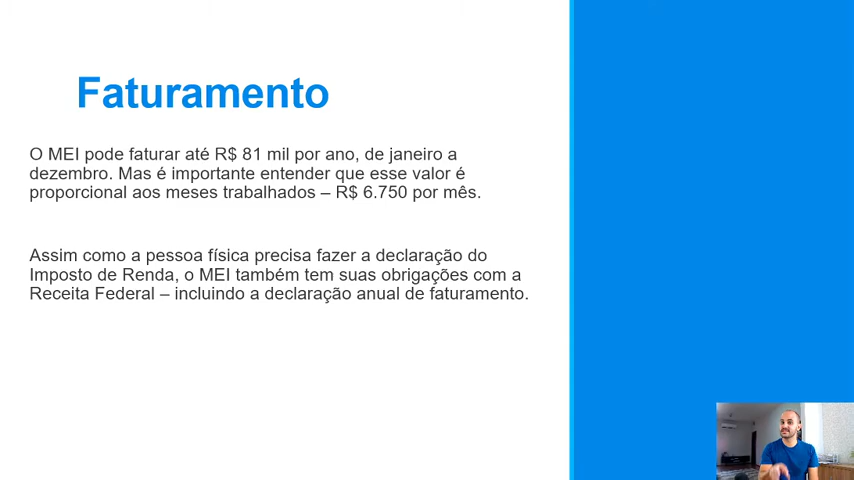 Faturamento
O MEI pode faturar até R$ 81 mil por ano, de janeiro a
dezembro. Mas é importante entender que esse valor é
proporcional aos meses trabalhados – R$ 6.750 por mês.
Assim como a pessoa física precisa fazer a declaração do
Imposto de Renda, o MEI também tem suas obrigações com a
Receita Federal – incluindo a declaração anual de faturamento.